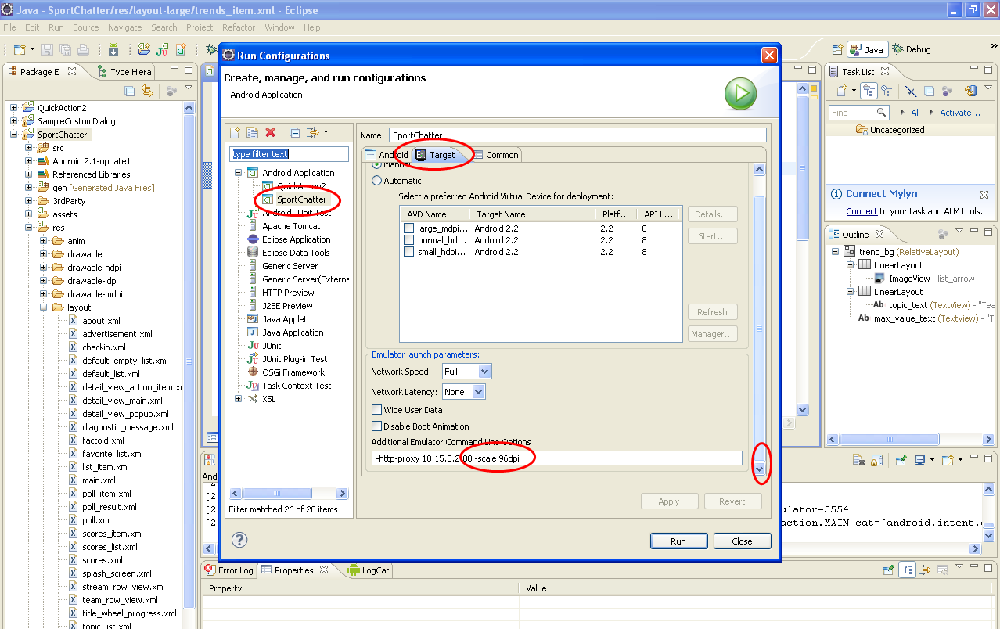 Java - SportChatter/res/layout-large/trends_item.xml - Eclipse
File Edit Run Source Navigate Search Project Refactor Window Help
Java Debug
Package E Type Hiera
QuickAction2
SampleCustomDialog
SportChatter
src
Android 2.1-update1
Referenced Libraries
gen [Generated Java Files]
3rdParty
assets
res
anim
drawable
drawable-hdpi
drawable-ldpi
drawable-mdpi
layout
about.xml
advertisement.xml
checkin.xml
default_empty_list.xml
default_list.xml
detail_view_action_item.xr
detail_view_main.xml
detail_view_popup.xml
diagnostic_message.xml
factoid.xml
favorite_list.xml
list_item.xml
main.xml
poll_item.xml
poll_result.xml
poll.xml
scores_item.xml
scores_list.xml
scores.xml
splash_screen.xml
stream_row_view.xml
team_row_view.xml
title_wheel_progress.xml
topic_list.xml
Run Configurations
Create, manage, and run configurations
Android Application
type filter text
Android Application
QuickAction2
SportChatter
Android JUnit Test
Apache Tomcat
Eclipse Application
Eclipse Data Tools
Generic Server
Generic Server(Externa
HTTP Preview
J2EE Preview
Java Applet
Java Application
JUnit
JUnit Plug-in Test
OSGi Framework
Task Context Test
XSL
Filter matched 26 of 28 items
Name: SportChatter
Android Target Common
Manual
Automatic
Select a preferred Android Virtual Device for deployment:
AVD Name Target Name Platf... API L...
large_mdpi... Android 2.2 2.2 8
normal_hd... Android 2.2 2.2 8
small_hdpi... Android 2.2 2.2 8
Details...
Start...
Refresh
Manager...
Emulator launch parameters:
Network Speed: Full
Network Latency: None
Wipe User Data
Disable Boot Animation
Additional Emulator Command Line Options
-http-proxy 10.15.0.2:80 -scale 96dpi
Apply Revert
Run Close
Task List
Find All Activate...
Uncategorized
Connect Mylyn
Connect to your task and ALM tools.
Outline
trend_bg (RelativeLayout)
LinearLayout
ImageView - list_arrow
LinearLayout
Ab topic_text (TextView) - "Tea
Ab max_value_text (TextView) - "T
And
[2
[2
[2
ulator-5554
action.MAIN cat=[android.intent.
Error Log Properties LogCat
Property Value